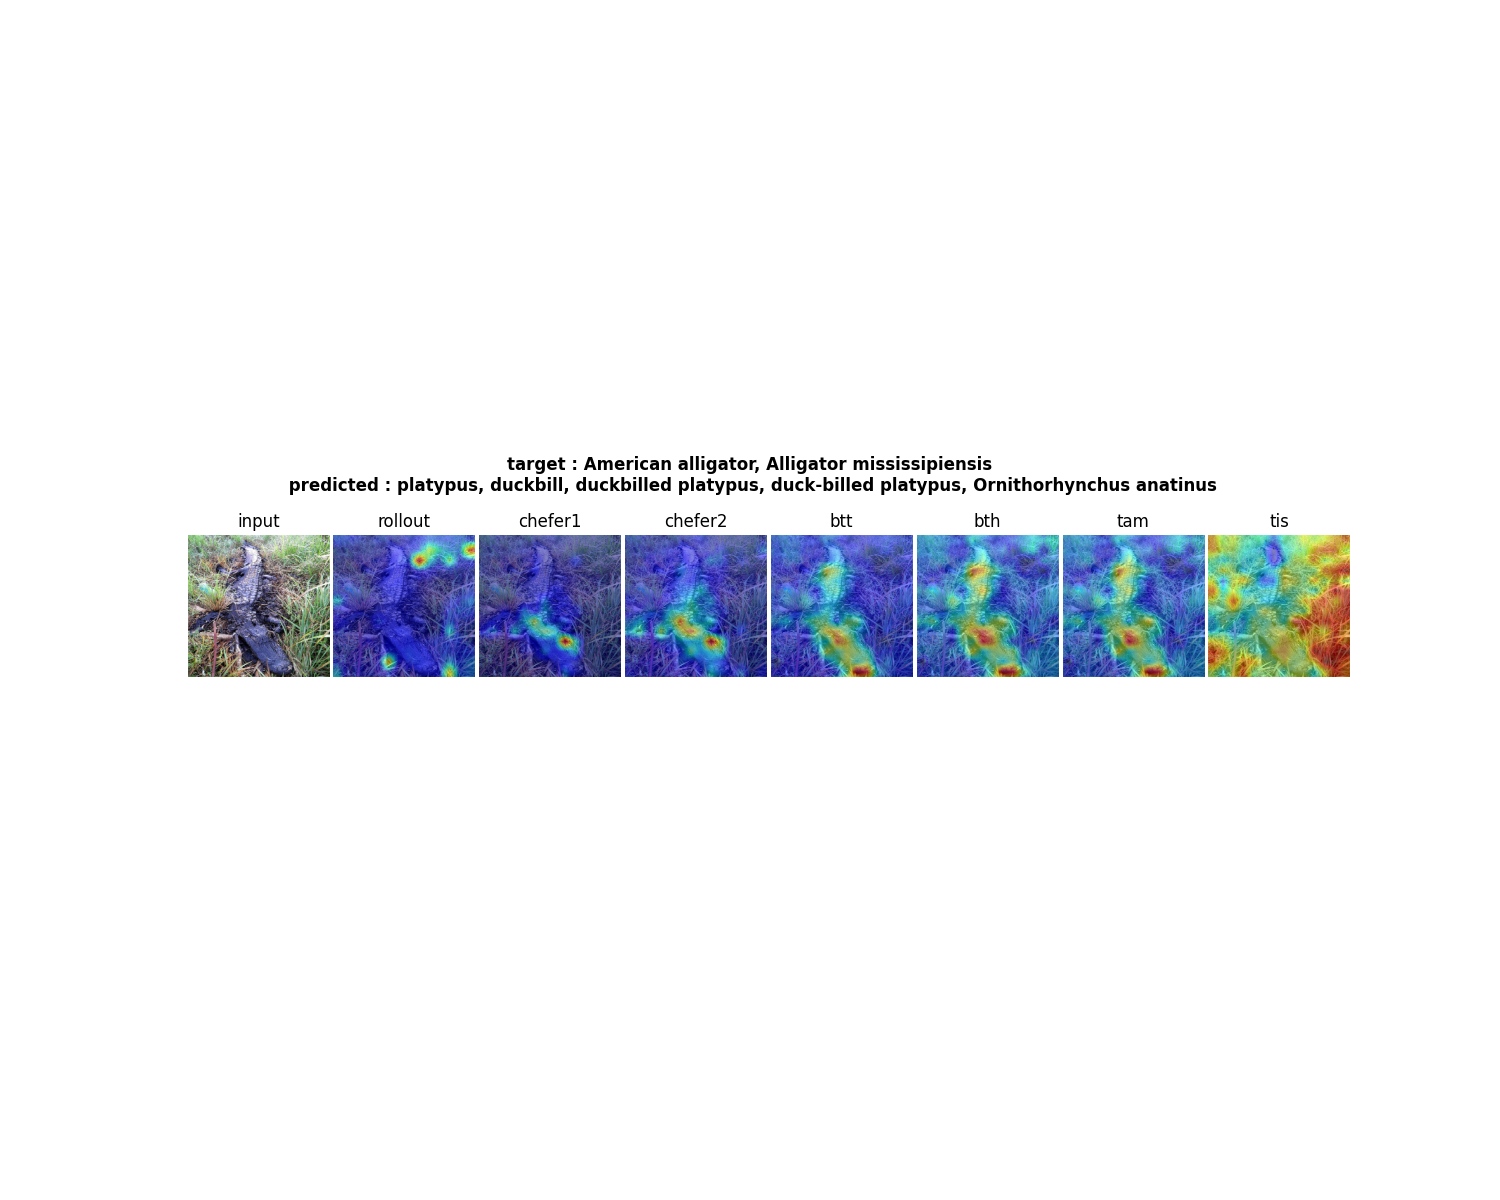 target : American alligator, Alligator mississipiensis
predicted : platypus, duckbill, duckbilled platypus, duck-billed platypus, Ornithorhynchus anatinus
input rollout chefer1 chefer2 btt bth tam tis